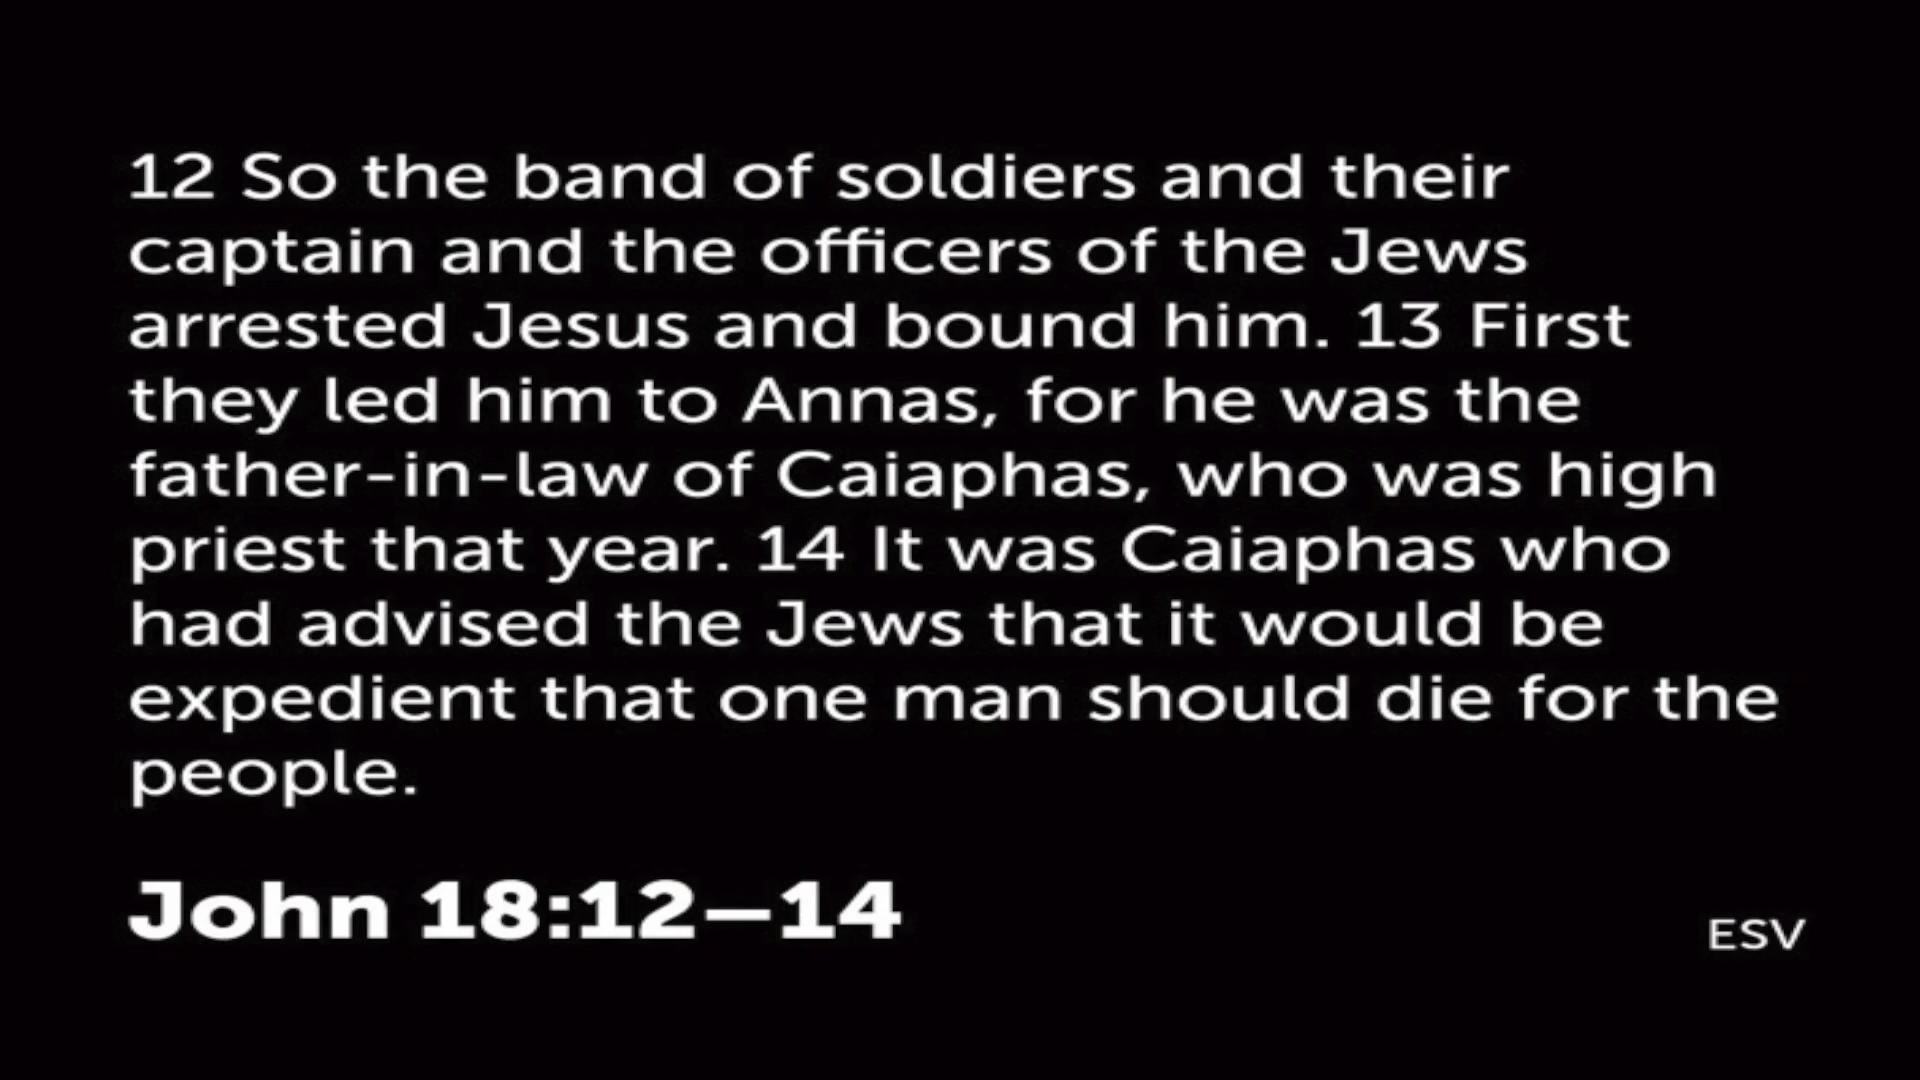 12 So the band of soldiers and their
captain and the officers of the Jews
arrested Jesus and bound him. 13 First
they led him to Annas, for he was the
father-in-law of Caiaphas, who was high
priest that year. 14 It was Caiaphas who
had advised the Jews that it would be
expedient that one man should die for the
people.
John 18:12–14
ESV